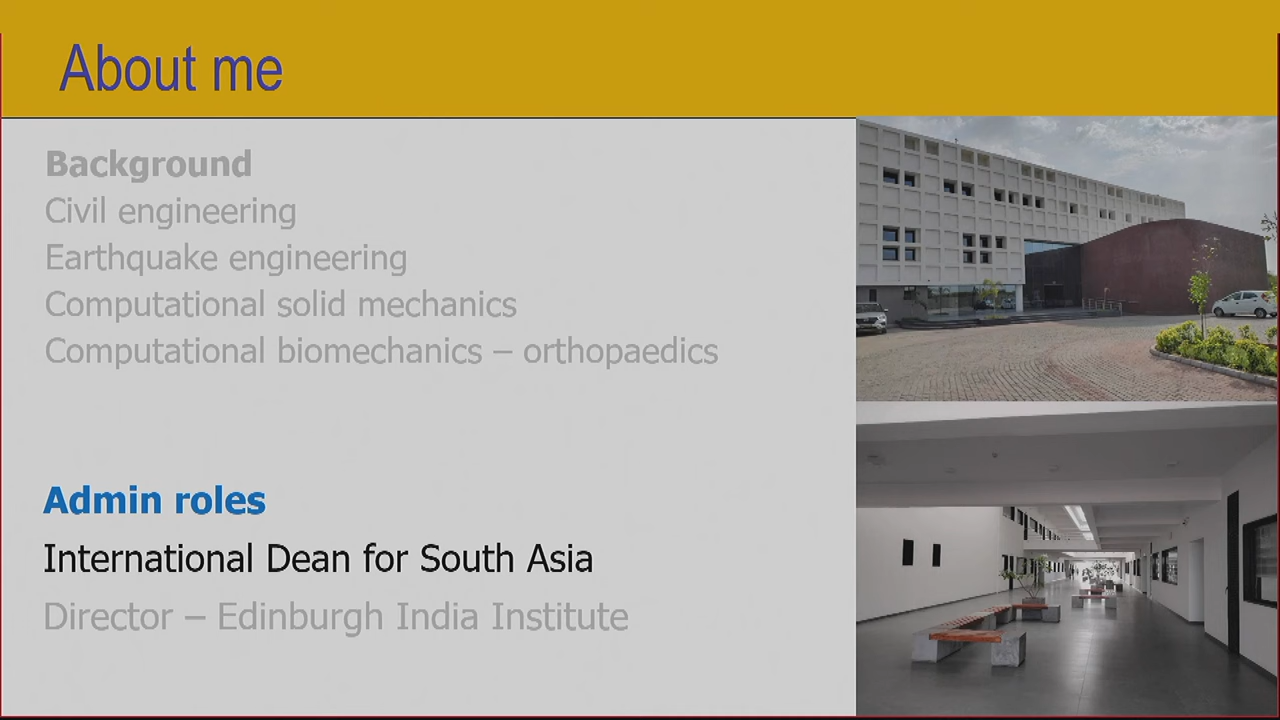 About me
Background
Civil engineering
Earthquake engineering
Computational solid mechanics
Computational biomechanics – orthopaedics
Admin roles
International Dean for South Asia
Director – Edinburgh India Institute